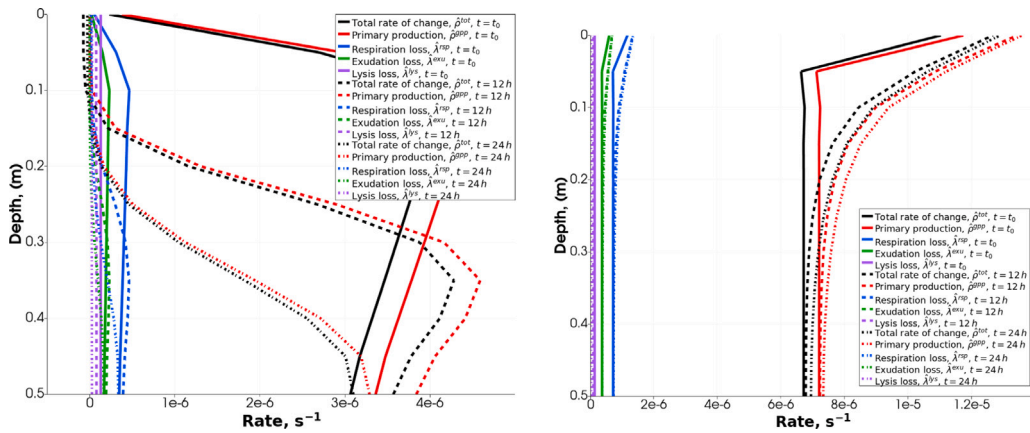 0
0.1
0.2
0.3
0.4
0.5
Depth, (m)
0
1e-6
2e-6
3e-6
4e-6
Rate, s⁻¹
Total rate of change, ρ̂ᵗᵒᵗ, t = t₀
Primary production, ρ̂ᵍᵖᵖ, t = t₀
Respiration loss, λ̂ʳˢᵖ, t = t₀
Exudation loss, λ̂ᵉˣᵘ, t = t₀
Lysis loss, λ̂ˡʸˢ, t = t₀
Total rate of change, ρ̂ᵗᵒᵗ, t = 12 h
Primary production, ρ̂ᵍᵖᵖ, t = 12 h
Respiration loss, λ̂ʳˢᵖ, t = 12 h
Exudation loss, λ̂ᵉˣᵘ, t = 12 h
Lysis loss, λ̂ˡʸˢ, t = 12 h
Total rate of change, ρ̂ᵗᵒᵗ, t = 24 h
Primary production, ρ̂ᵍᵖᵖ, t = 24 h
Respiration loss, λ̂ʳˢᵖ, t = 24 h
Exudation loss, λ̂ᵉˣᵘ, t = 24 h
Lysis loss, λ̂ˡʸˢ, t = 24 h
0
0.1
0.2
0.3
0.4
0.5
Depth, (m)
0
2e-6
4e-6
6e-6
8e-6
1e-5
1.2e-5
Rate, s⁻¹
Total rate of change, ρ̂ᵗᵒᵗ, t = t₀
Primary production, ρ̂ᵍᵖᵖ, t = t₀
Respiration loss, λ̂ʳˢᵖ, t = t₀
Exudation loss, λ̂ᵉˣᵘ, t = t₀
Lysis loss, λ̂ˡʸˢ, t = t₀
Total rate of change, ρ̂ᵗᵒᵗ, t = 12 h
Primary production, ρ̂ᵍᵖᵖ, t = 12 h
Respiration loss, λ̂ʳˢᵖ, t = 12 h
Exudation loss, λ̂ᵉˣᵘ, t = 12 h
Lysis loss, λ̂ˡʸˢ, t = 12 h
Total rate of change, ρ̂ᵗᵒᵗ, t = 24 h
Primary production, ρ̂ᵍᵖᵖ, t = 24 h
Respiration loss, λ̂ʳˢᵖ, t = 24 h
Exudation loss, λ̂ᵉˣᵘ, t = 24 h
Lysis loss, λ̂ˡʸˢ, t = 24 h